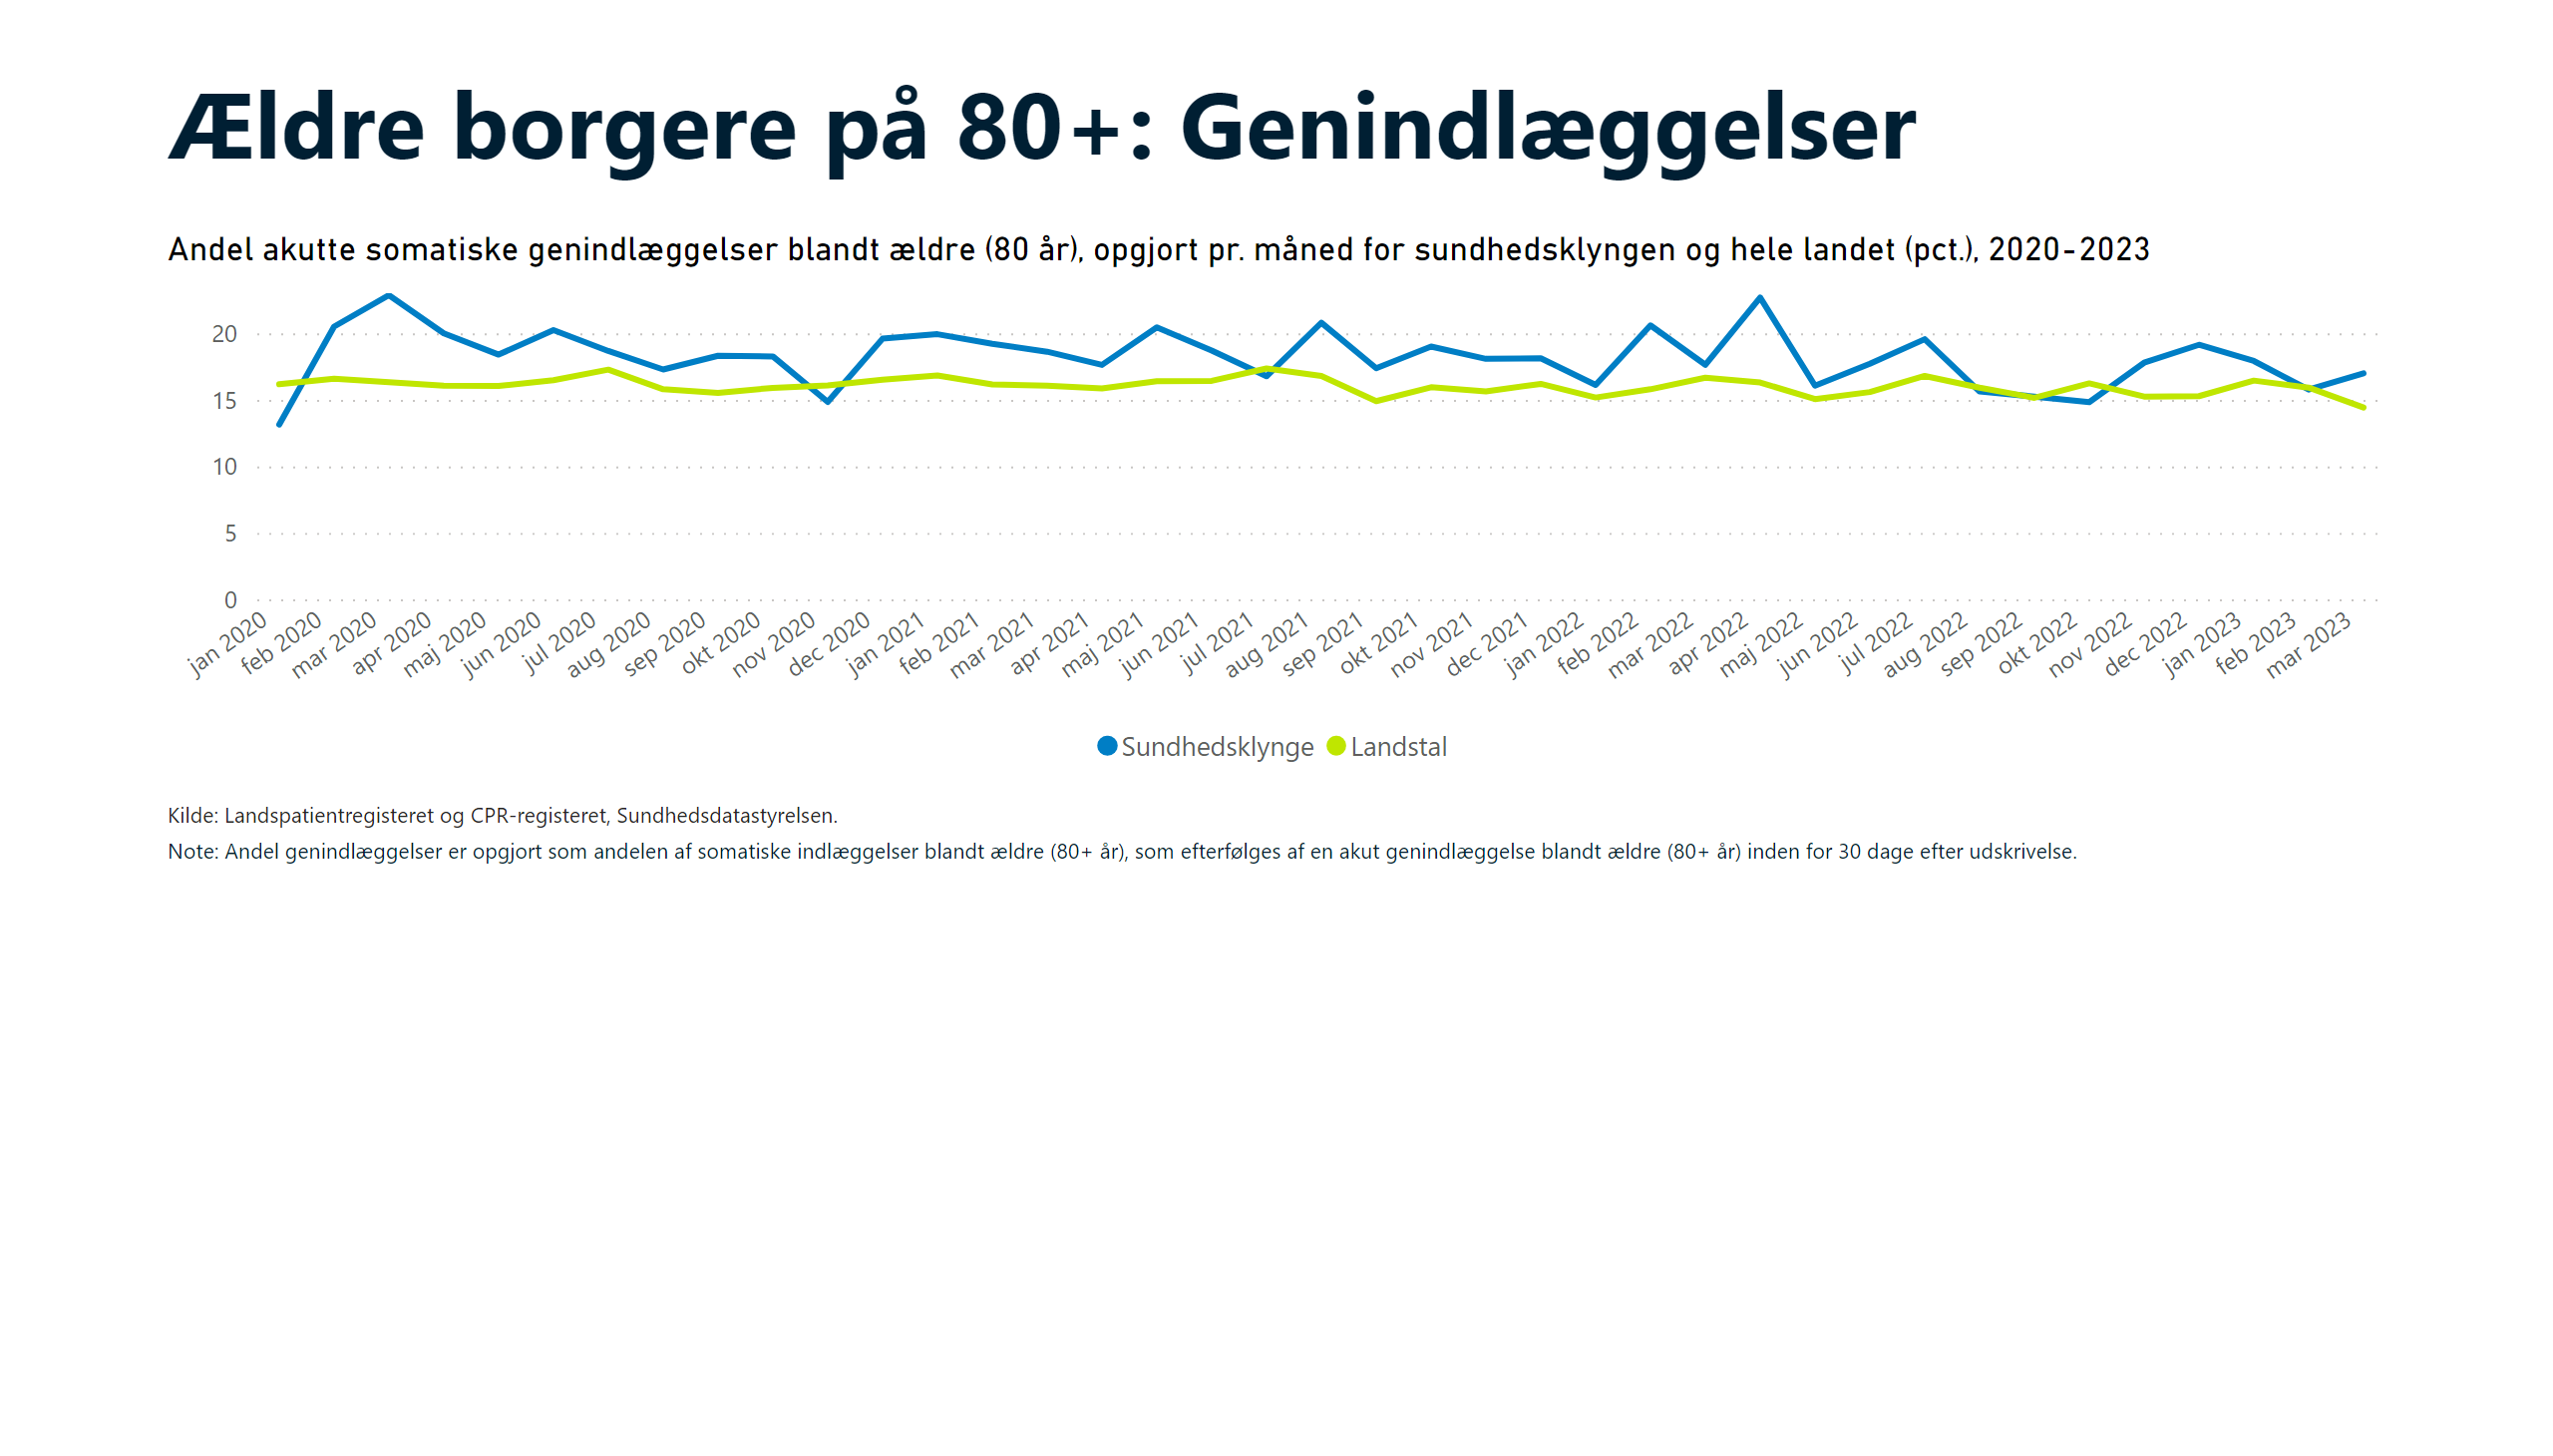 Ældre borgere på 80+: Genindlæggelser
Andel akutte somatiske genindlæggelser blandt ældre (80 år), opgjort pr. måned for sundhedsklyngen og hele landet (pct.), 2020-2023
20
15
10
5
0
jan 2020
feb 2020
mar 2020
apr 2020
maj 2020
jun 2020
jul 2020
aug 2020
sep 2020
okt 2020
nov 2020
dec 2020
jan 2021
feb 2021
mar 2021
apr 2021
maj 2021
jun 2021
jul 2021
aug 2021
sep 2021
okt 2021
nov 2021
dec 2021
jan 2022
feb 2022
mar 2022
apr 2022
maj 2022
jun 2022
jul 2022
aug 2022
sep 2022
okt 2022
nov 2022
dec 2022
jan 2023
feb 2023
mar 2023
Sundhedsklynge Landstal
Kilde: Landspatientregisteret og CPR-registeret, Sundhedsdatastyrelsen.
Note: Andel genindlæggelser er opgjort som andelen af somatiske indlæggelser blandt ældre (80+ år), som efterfølges af en akut genindlæggelse blandt ældre (80+ år) inden for 30 dage efter udskrivelse.